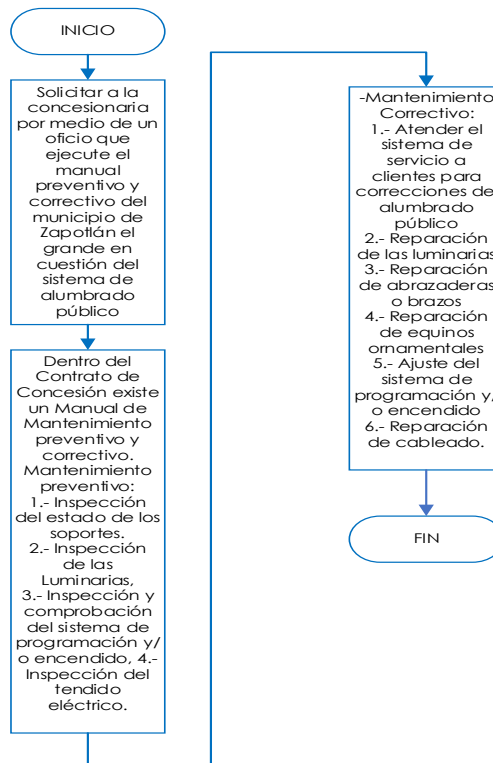 INICIO
Solicitar a la
concesionaria
por medio de un
oficio que
ejecute el
manual
preventivo y
correctivo del
municipio de
Zapotlán el
grande en
cuestión del
sistema de
alumbrado
público
Dentro del
Contrato de
Concesión existe
un Manual de
Mantenimiento
preventivo y
correctivo.
Mantenimiento
preventivo:
1.- Inspección
del estado de los
soportes.
2.- Inspección
de las
Luminarias,
3.- Inspección y
comprobación
del sistema de
programación y/
o encendido, 4.-
Inspección del
tendido
eléctrico.
-Mantenimiento
Correctivo:
1.- Atender el
sistema de
servicio a
clientes para
correcciones de
alumbrado
público
2.- Reparación
de las luminarias
3.- Reparación
de abrazaderas
o brazos
4.- Reparación
de equinos
ornamentales
5.- Ajuste del
sistema de
programación y/
o encendido
6.- Reparación
de cableado.
FIN